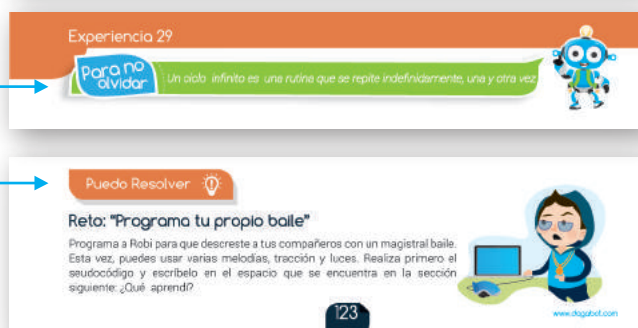 Experiencia 29
Para no
olvidar
Un ciclo infinito es una rutina que se repite indefinidamente, una y otra vez
Puedo Resolver
Reto: "Programa tu propio baile"
Programa a Robi para que descreste a tus compañeros con un magistral baile.
Esta vez, puedes usar varias melodías, tracción y luces. Realiza primero el
seudocódigo y escríbelo en el espacio que se encuentra en la sección
siguiente: ¿Qué aprendí?
123
www.dagabot.com